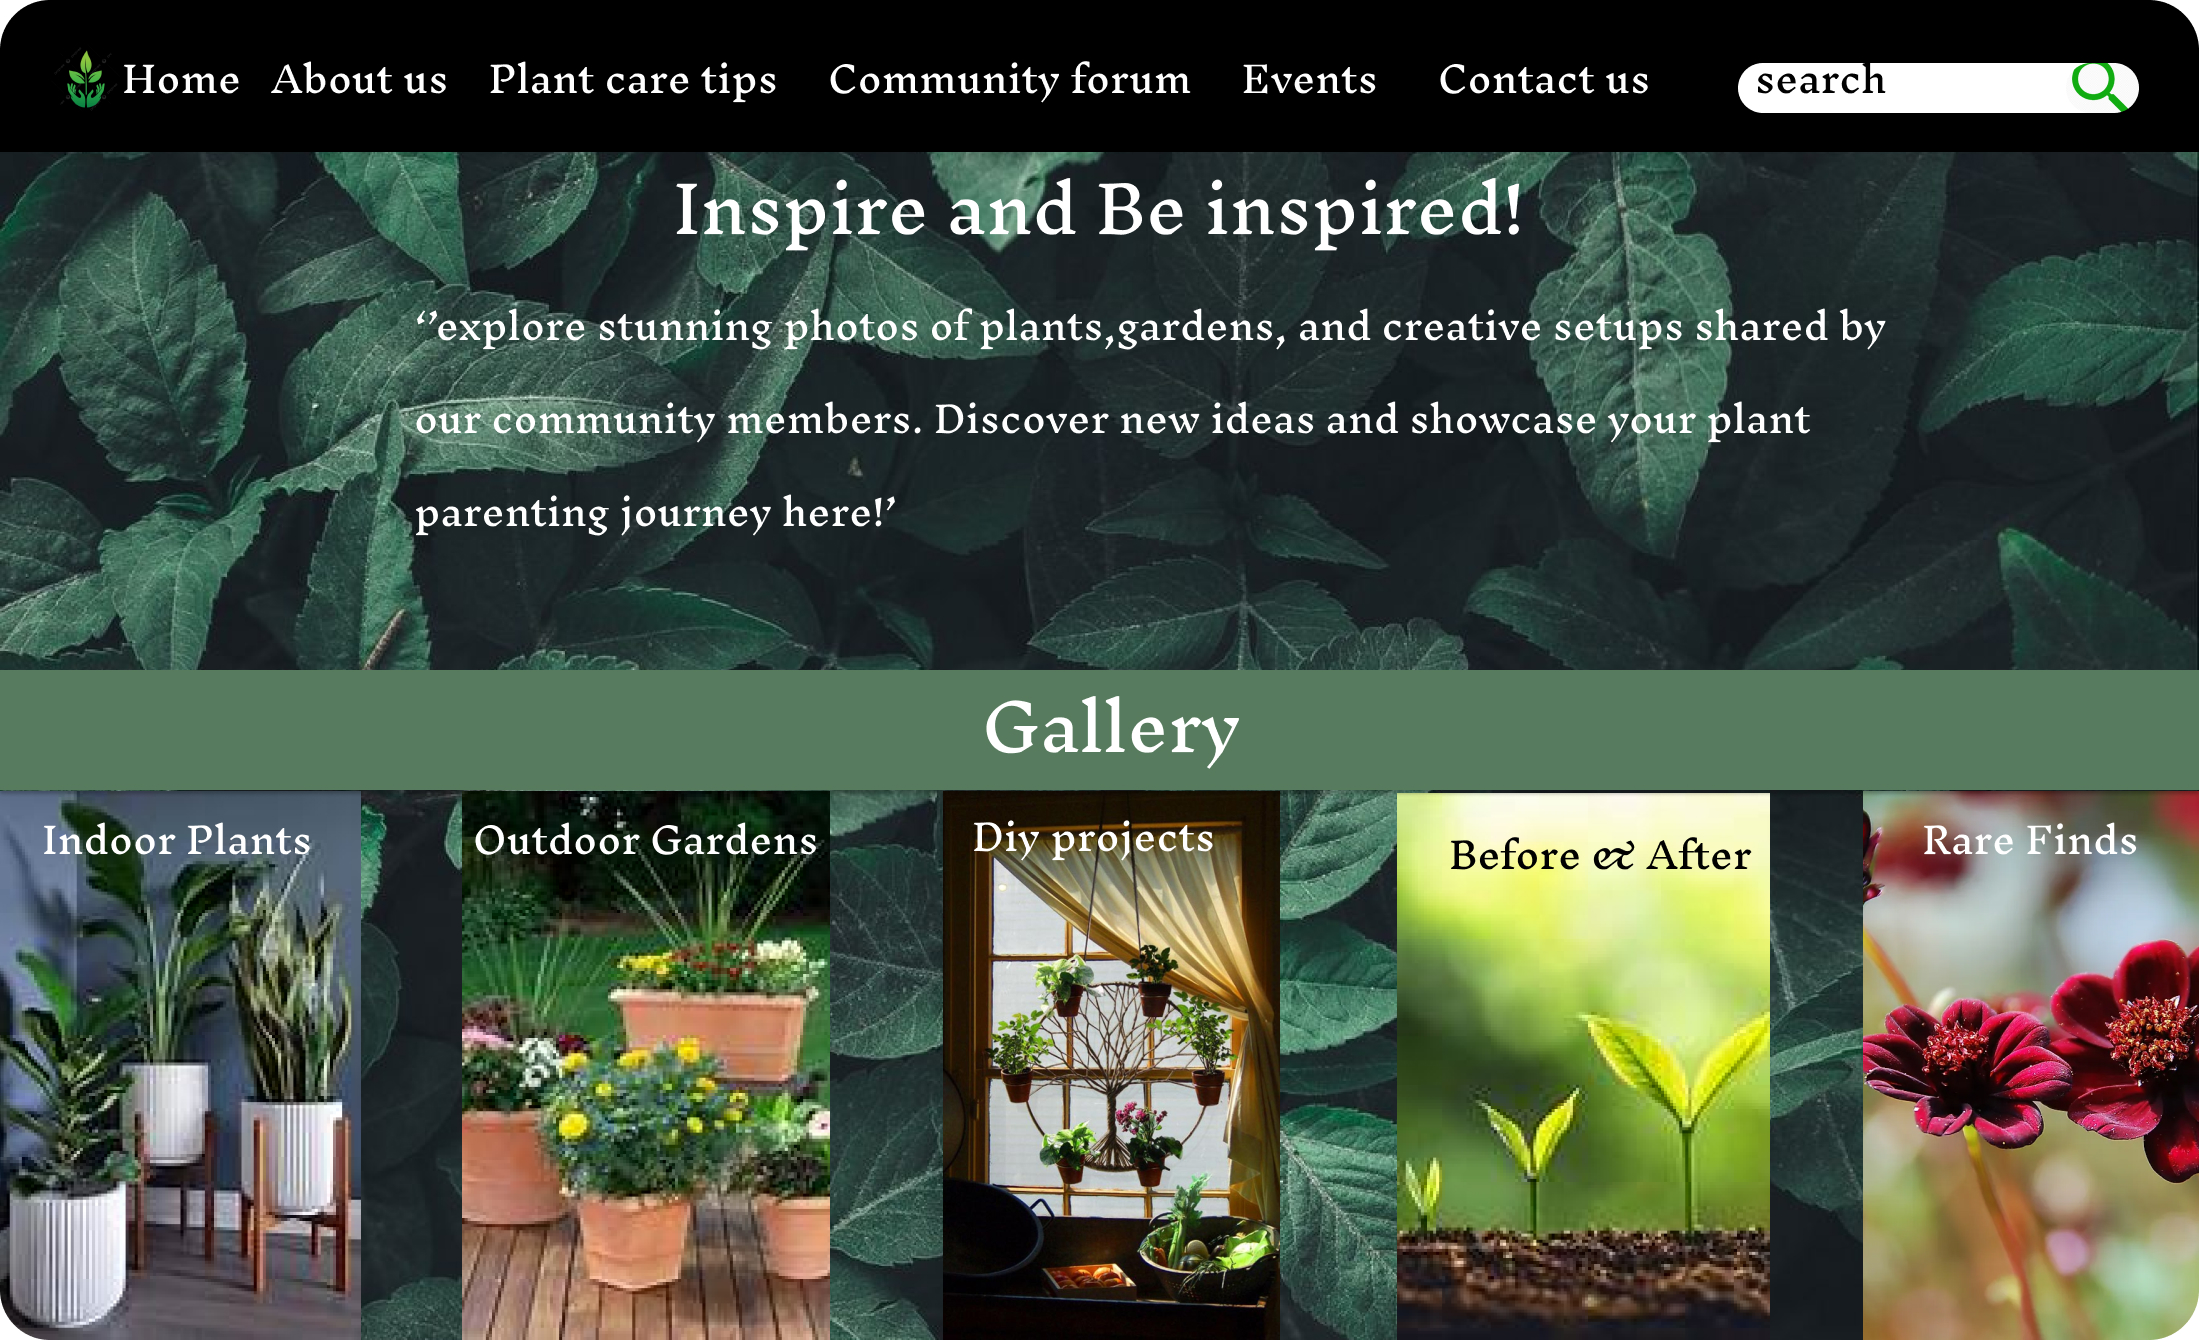 Home About us Plant care tips Community forum Events Contact us search
Inspire and Be inspired!
‘’explore stunning photos of plants,gardens, and creative setups shared by
our community members. Discover new ideas and showcase your plant
parenting journey here!’
Gallery
Indoor Plants
Outdoor Gardens
Diy projects
Before & After
Rare Finds